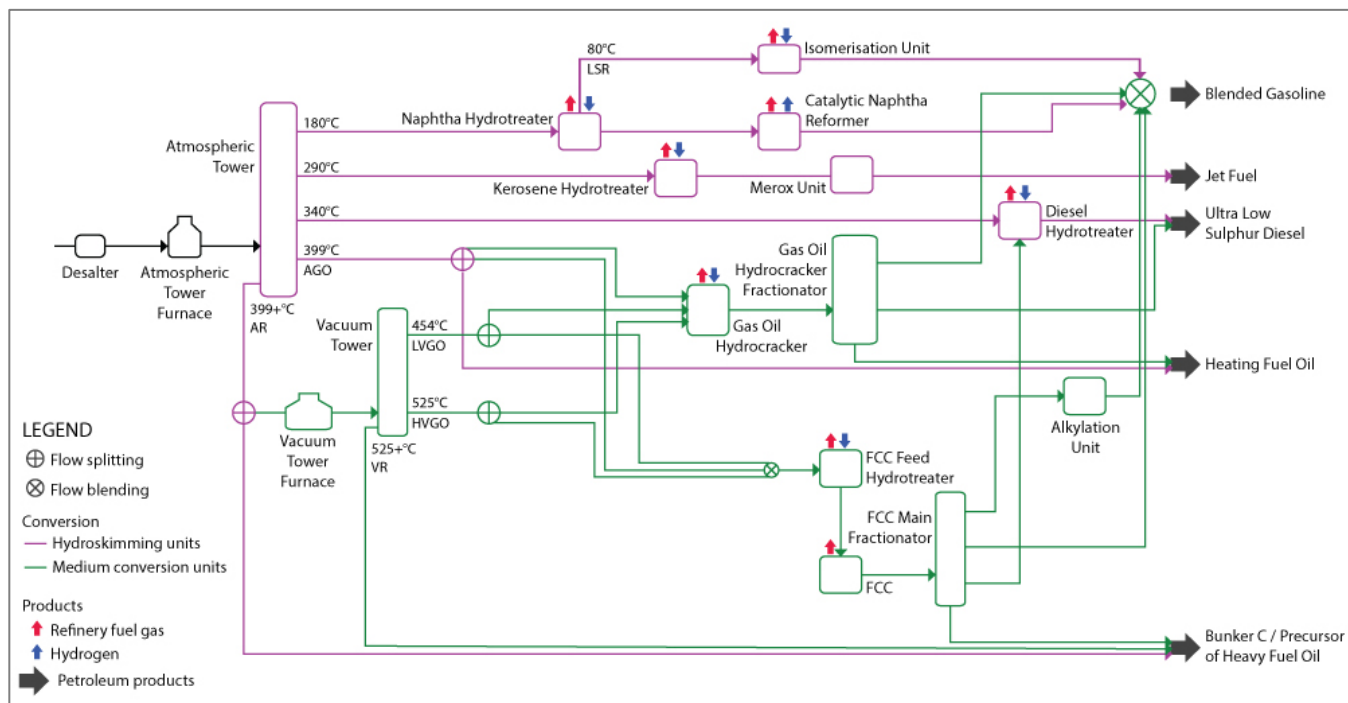 80°C
LSR
Isomerisation Unit
Blended Gasoline
Naphtha Hydrotreater
Catalytic Naphtha
Reformer
180°C
Atmospheric
Tower
290°C
Kerosene Hydrotreater
Merox Unit
Jet Fuel
340°C
Diesel
Hydrotreater
Ultra Low
Sulphur Diesel
399°C
AGO
Desalter
Atmospheric
Tower
Furnace
Gas Oil
Hydrocracker
Fractionator
399+°C
AR
Vacuum
Tower
454°C
LVGO
Gas Oil
Hydrocracker
Heating Fuel Oil
525°C
HVGO
Alkylation
Unit
Vacuum
Tower
Furnace
525+°C
VR
FCC Feed
Hydrotreater
FCC Main
Fractionator
FCC
Bunker C / Precursor
of Heavy Fuel Oil
LEGEND
Flow splitting
Flow blending
Conversion
Hydroskimming units
Medium conversion units
Products
Refinery fuel gas
Hydrogen
Petroleum products